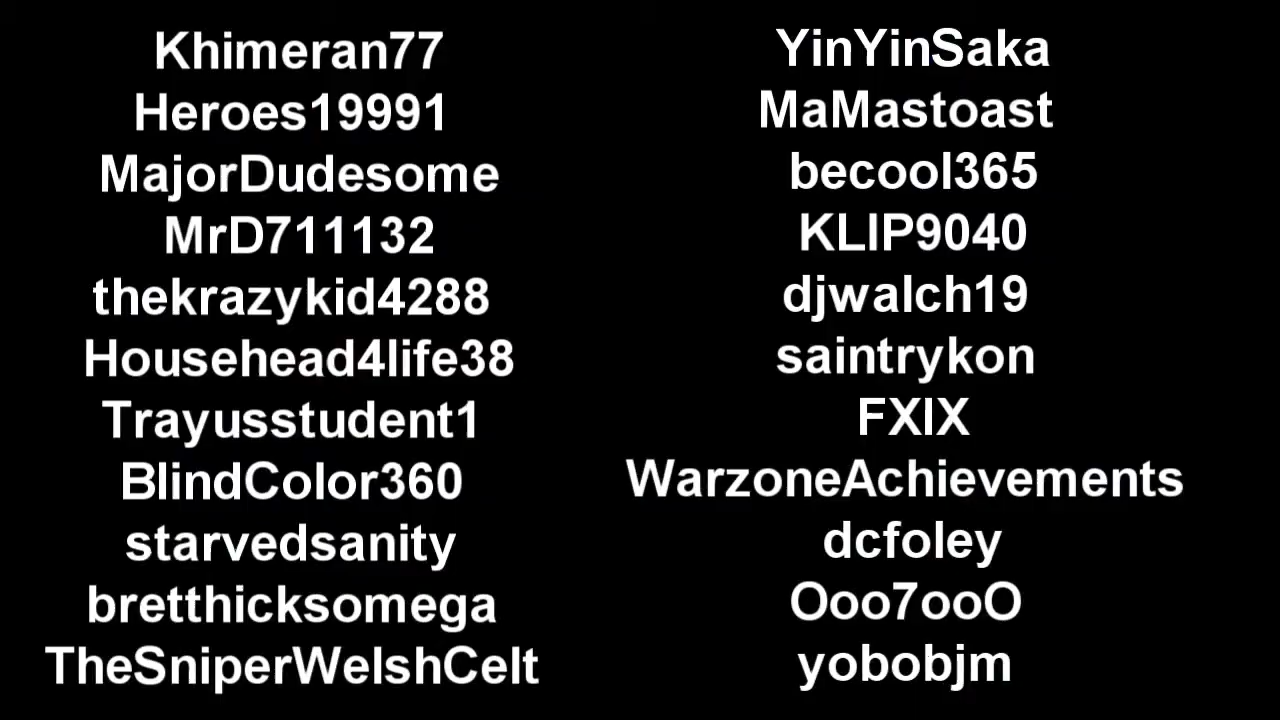 Khimeran77
Heroes19991
MajorDudesome
MrD711132
thekrazykid4288
Househead4life38
Trayusstudent1
BlindColor360
starvedsanity
bretthicksomega
TheSniperWelshCelt
YinYinSaka
MaMastoast
becool365
KLIP9040
djwalch19
saintrykon
FXIX
WarzoneAchievements
dcfoley
Ooo7ooO
yobobjm